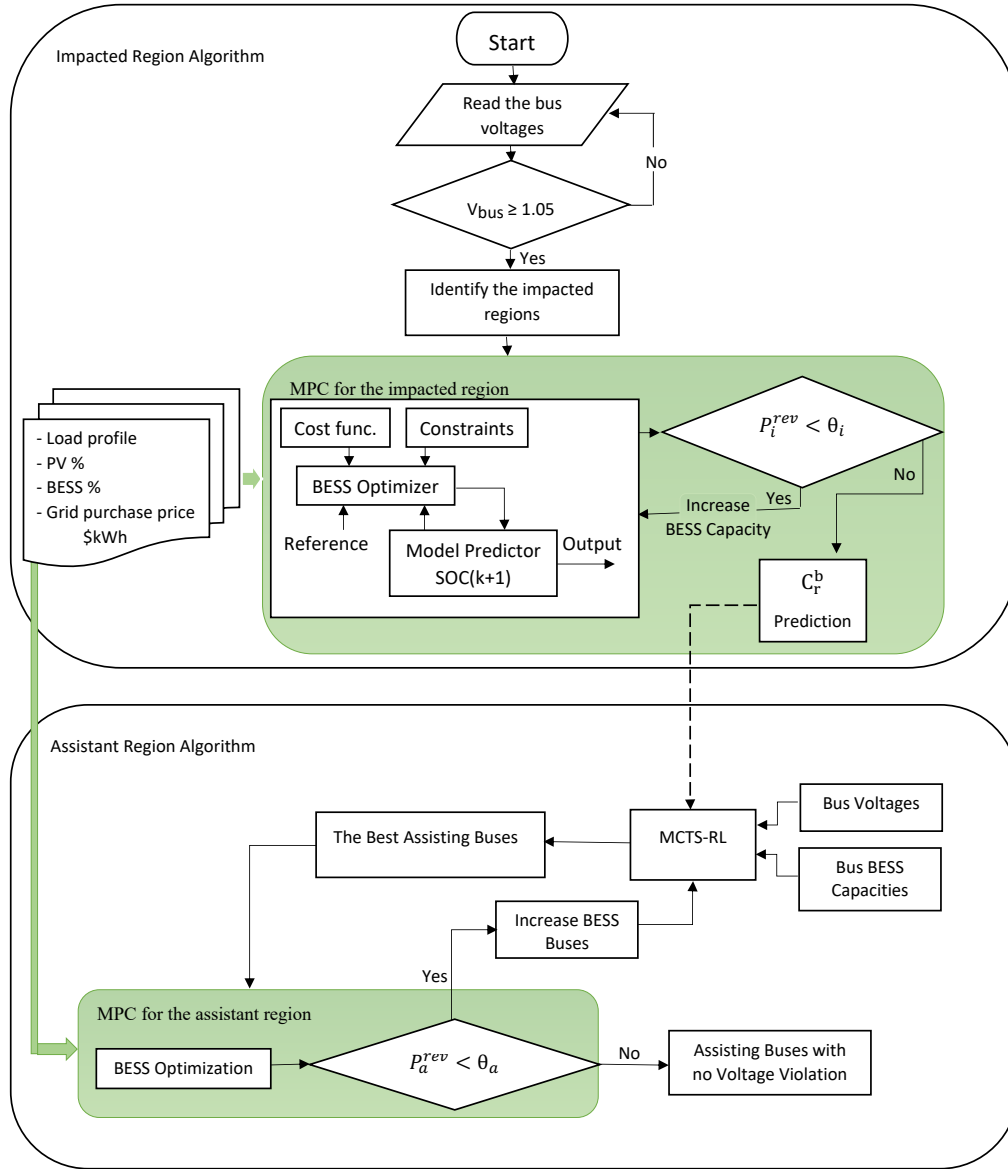 Start
Impacted Region Algorithm
Read the bus
voltages
No
Vbus ≥ 1.05
Yes
Identify the impacted
regions
MPC for the impacted region
Cost func.
Constraints
P_i^rev < θ_i
- Load profile
- PV %
- BESS %
- Grid purchase price
$kWh
No
BESS Optimizer
Yes
Increase
BESS Capacity
Reference
Model Predictor
SOC(k+1)
Output
C_r^b
Prediction
Assistant Region Algorithm
Bus Voltages
The Best Assisting Buses
MCTS-RL
Bus BESS
Capacities
Increase BESS
Buses
Yes
MPC for the assistant region
BESS Optimization
P_a^rev < θ_a
No
Assisting Buses with
no Voltage Violation